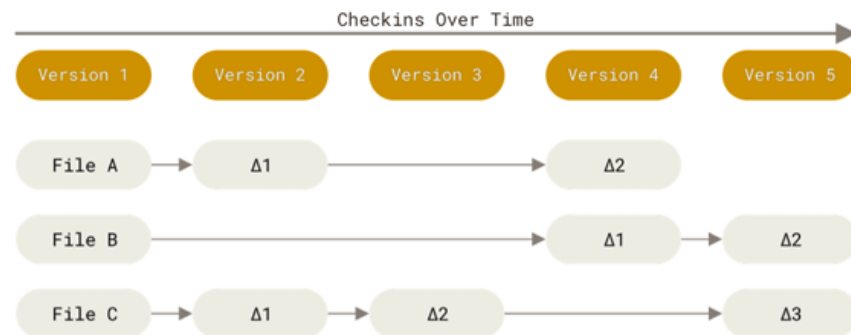 Checkins Over Time
Version 1 Version 2 Version 3 Version 4 Version 5
File A Δ1 Δ2
File B Δ1 Δ2
File C Δ1 Δ2 Δ3